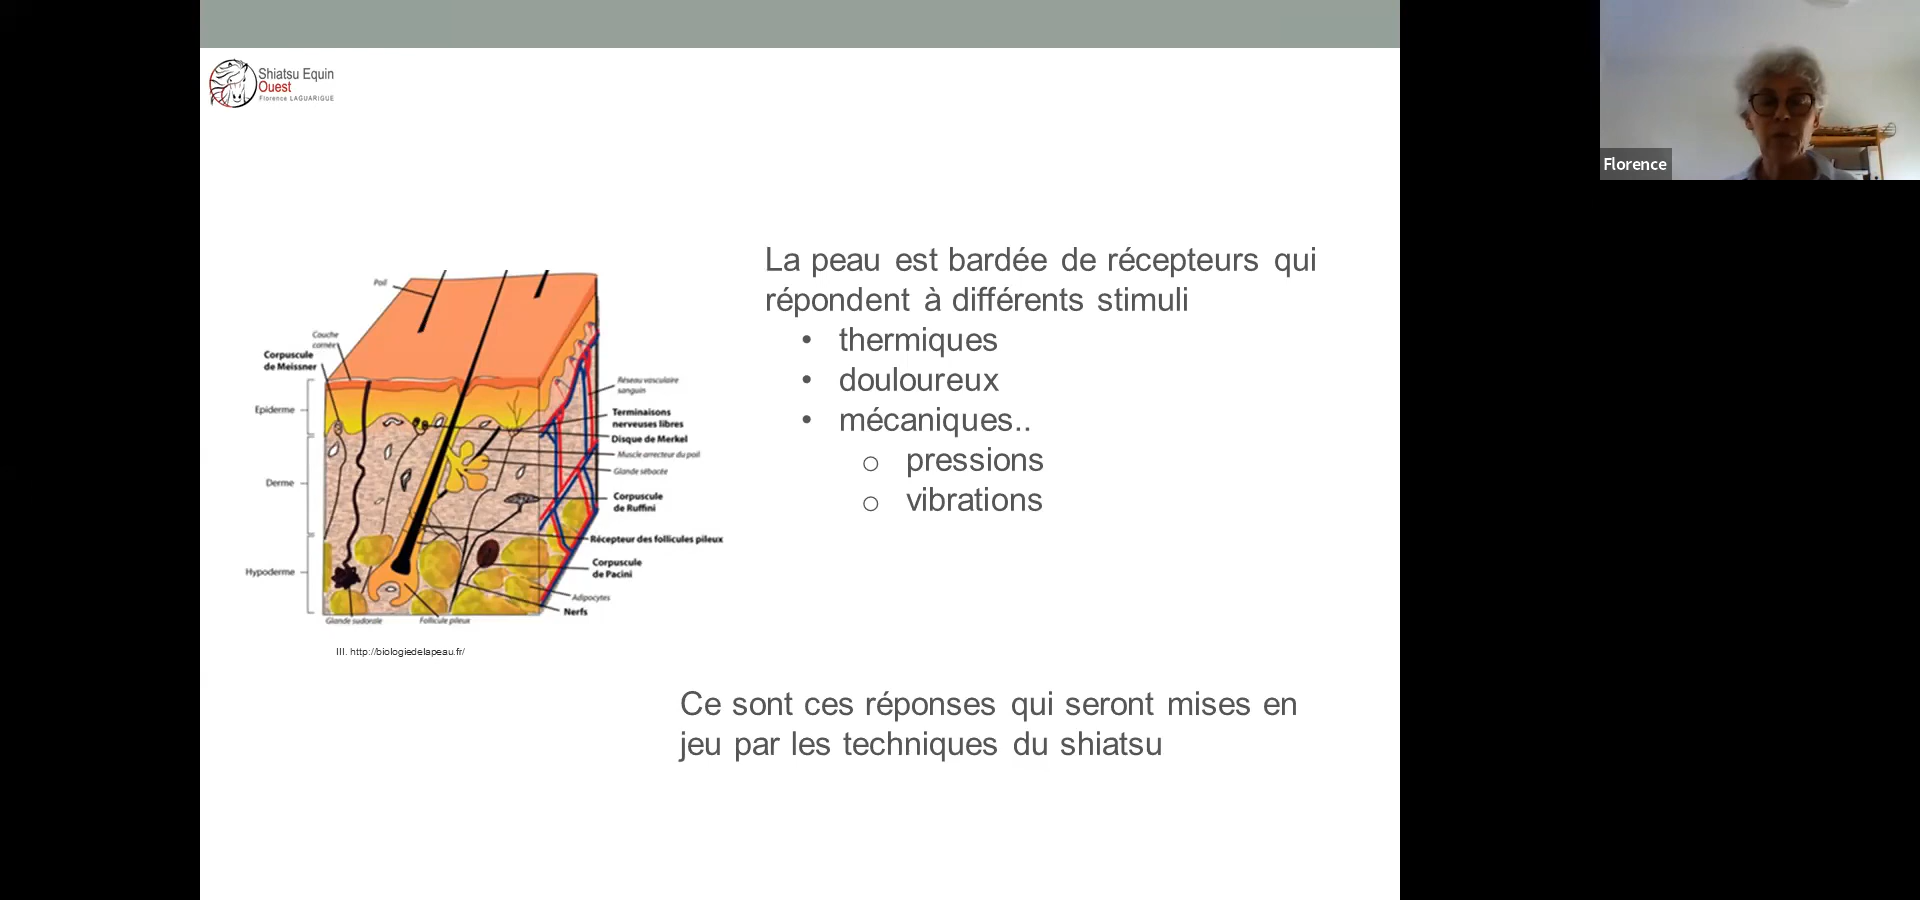 Shiatsu Equin
Ouest
Florence LAGUARIGUE
Florence
La peau est bardée de récepteurs qui
répondent à différents stimuli
• thermiques
• douloureux
• mécaniques..
o pressions
o vibrations
Poil
Couche
cornée
Corpuscule
de Meissner
Epiderme
Derme
Hypoderme
Réseau vasculaire
sanguin
Terminaisons
nerveuses libres
Disque de Merkel
Muscle arrecteur du poil
Glande sébacée
Corpuscule
de Ruffini
Récepteur des follicules pileux
Corpuscule
de Pacini
Adipocytes
Nerfs
Glande sudorale
Follicule pileux
III. http://biologiedelapeau.fr/
Ce sont ces réponses qui seront mises en
jeu par les techniques du shiatsu